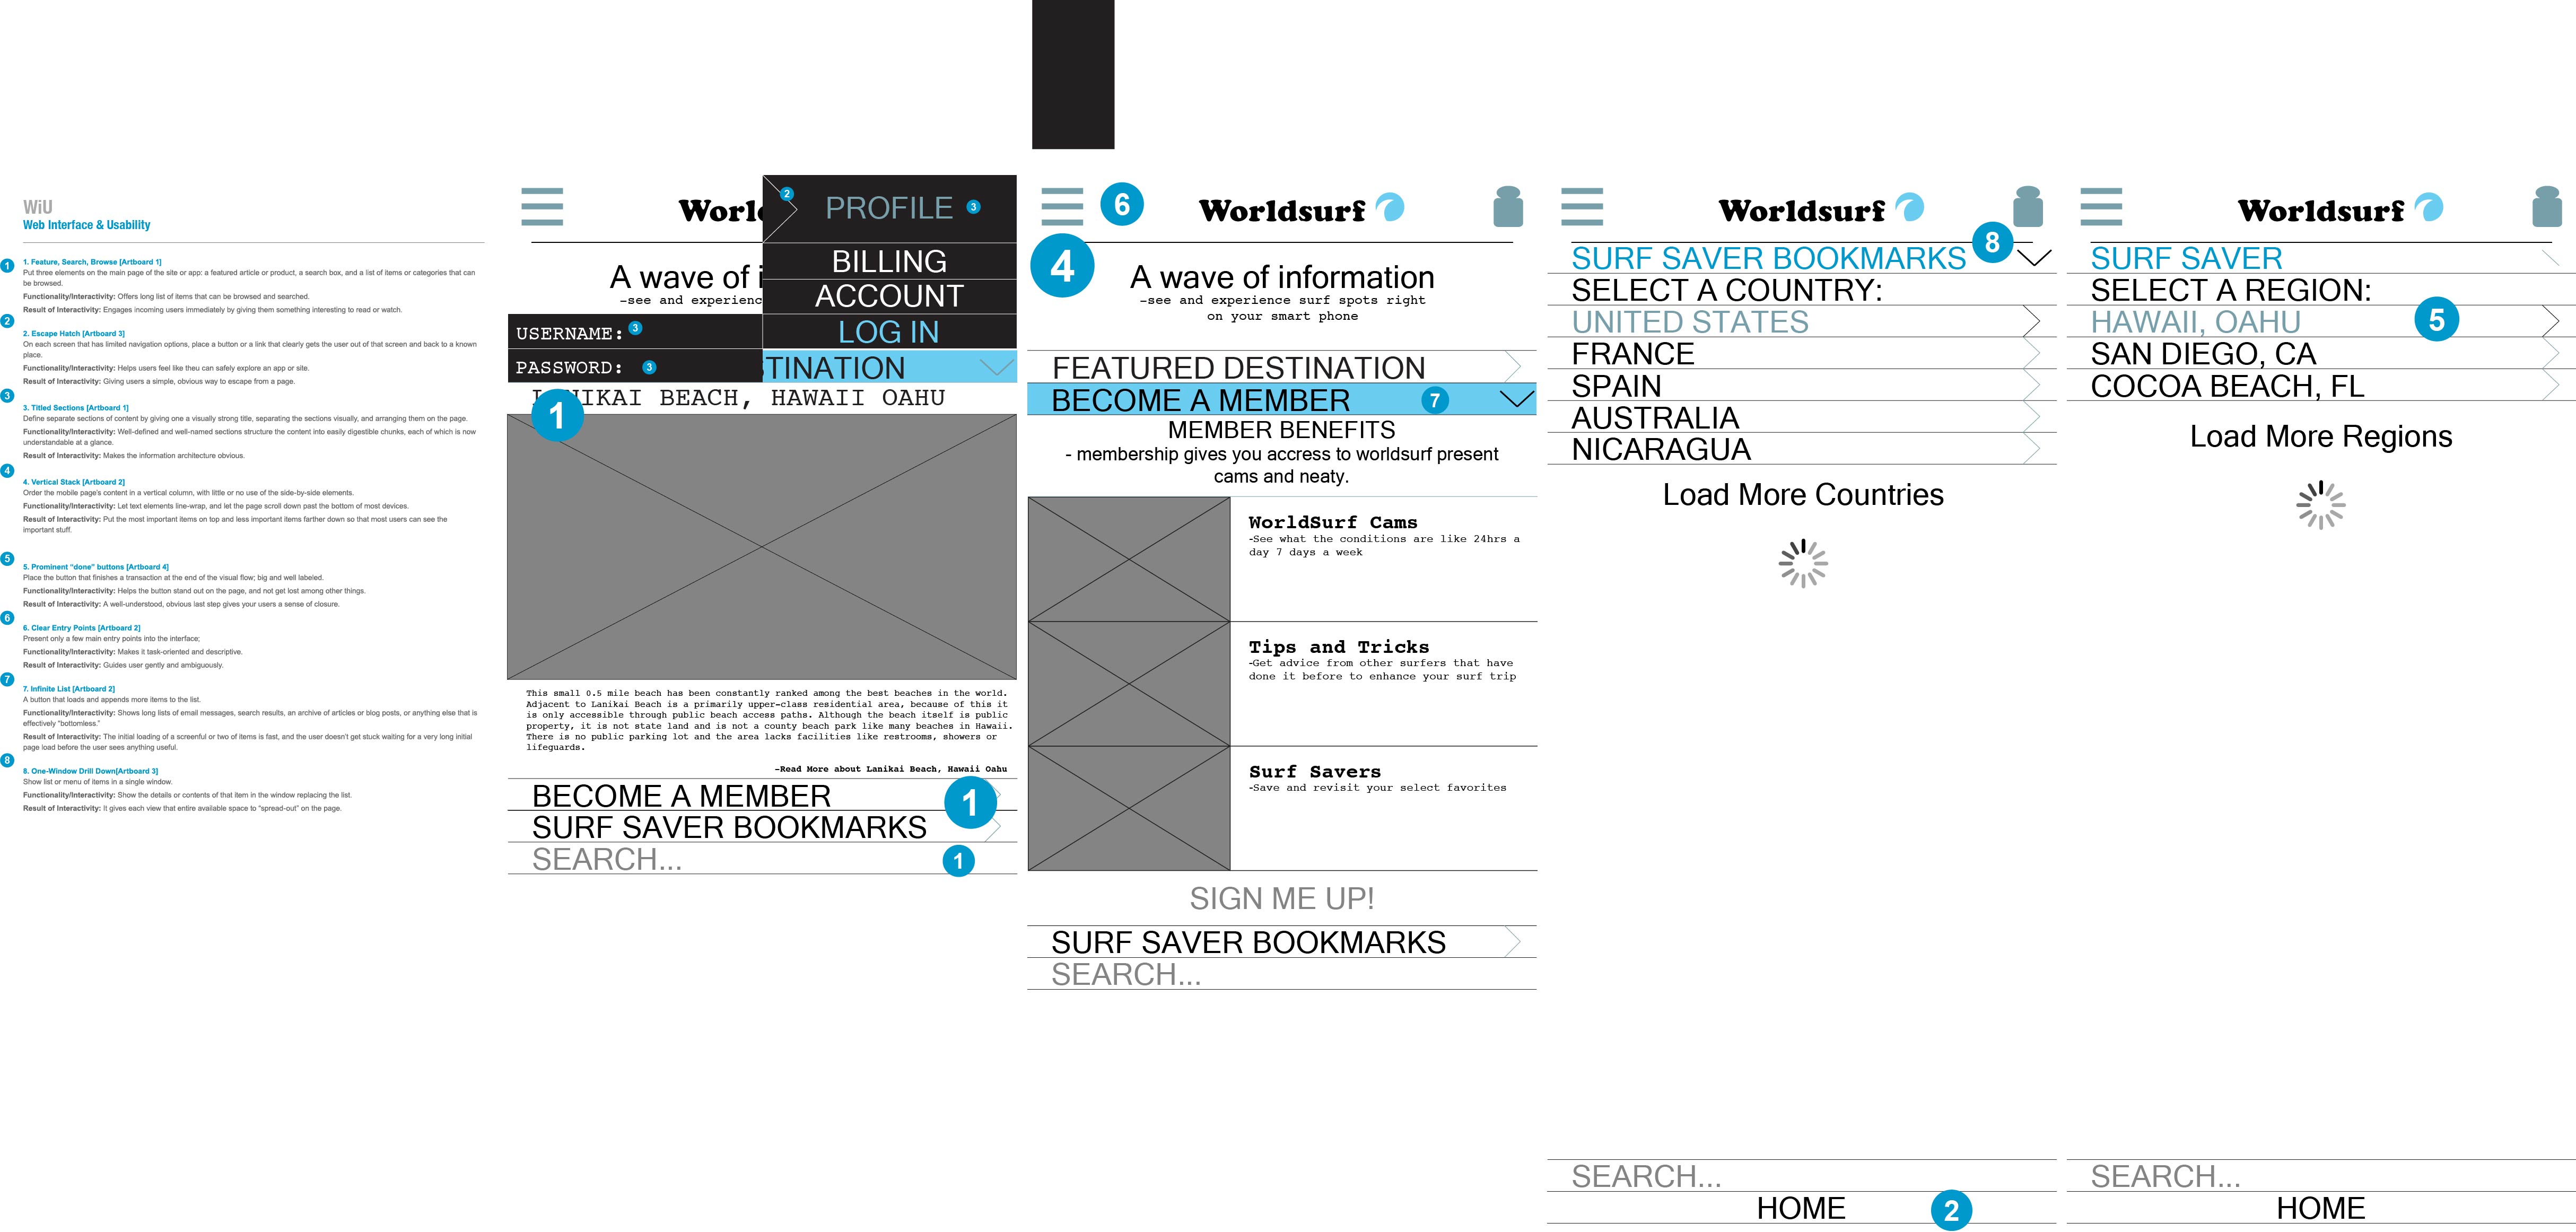 WiU
Web Interface & Usability
1
1. Feature, Search, Browse [Artboard 1]
Put three elements on the main page of the site or app: a featured article or product, a search box, and a list of items or categories that can
be browsed.
Functionality/Interactivity: Offers long list of items that can be browsed and searched.
Result of Interactivity: Engages incoming users immediately by giving them something interesting to read or watch.
2
2. Escape Hatch [Artboard 3]
On each screen that has limited navigation options, place a button or a link that clearly gets the user out of that screen and back to a known
place.
Functionality/Interactivity: Helps users feel like theu can safely explore an app or site.
Result of Interactivity: Giving users a simple, obvious way to escape from a page.
3
3. Titled Sections [Artboard 1]
Define separate sections of content by giving one a visually strong title, separating the sections visually, and arranging them on the page.
Functionality/Interactivity: Well-defined and well-named sections structure the content into easily digestible chunks, each of which is now
understandable at a glance.
Result of Interactivity: Makes the information architecture obvious.
4
4. Vertical Stack [Artboard 2]
Order the mobile page's content in a vertical column, with little or no use of the side-by-side elements.
Functionality/Interactivity: Let text elements line-wrap, and let the page scroll down past the bottom of most devices.
Result of Interactivity: Put the most important items on top and less important items farther down so that most users can see the
important stuff.
5
5. Prominent “done” buttons [Artboard 4]
Place the button that finishes a transaction at the end of the visual flow; big and well labeled.
Functionality/Interactivity: Helps the button stand out on the page, and not get lost among other things.
Result of Interactivity: A well-understood, obvious last step gives your users a sense of closure.
6
6. Clear Entry Points [Artboard 2]
Present only a few main entry points into the interface;
Functionality/Interactivity: Makes it task-oriented and descriptive.
Result of Interactivity: Guides user gently and ambiguously.
7
7. Infinite List [Artboard 2]
A button that loads and appends more items to the list.
Functionality/Interactivity: Shows long lists of email messages, search results, an archive of articles or blog posts, or anything else that is
effectively “bottomless.”
Result of Interactivity: The initial loading of a screenful or two of items is fast, and the user doesn't get stuck waiting for a very long initial
page load before the user sees anything useful.
8
8. One-Window Drill Down[Artboard 3]
Show list or menu of items in a single window.
Functionality/Interactivity: Show the details or contents of that item in the window replacing the list.
Result of Interactivity: It gives each view that entire available space to “spread-out” on the page.
Worl
2
PROFILE 3
BILLING
ACCOUNT
LOG IN
A wave of i
-see and experienc
USERNAME: 3
PASSWORD: 3
TINATION
NIKAI BEACH, HAWAII OAHU
1
This small 0.5 mile beach has been constantly ranked among the best beaches in the world.
Adjacent to Lanikai Beach is a primarily upper-class residential area, because of this it
is only accessible through public beach access paths. Although the beach itself is public
property, it is not state land and is not a county beach park like many beaches in Hawaii.
There is no public parking lot and the area lacks facilities like restrooms, showers or
lifeguards.
-Read More about Lanikai Beach, Hawaii Oahu
BECOME A MEMBER
1
SURF SAVER BOOKMARKS
SEARCH... 1
6 Worldsurf
4
A wave of information
-see and experience surf spots right
on your smart phone
FEATURED DESTINATION
BECOME A MEMBER 7
MEMBER BENEFITS
- membership gives you accress to worldsurf present
cams and neaty.
WorldSurf Cams
-See what the conditions are like 24hrs a
day 7 days a week
Tips and Tricks
-Get advice from other surfers that have
done it before to enhance your surf trip
Surf Savers
-Save and revisit your select favorites
SIGN ME UP!
SURF SAVER BOOKMARKS
SEARCH...
Worldsurf
8
SURF SAVER BOOKMARKS
SELECT A COUNTRY:
UNITED STATES
FRANCE
SPAIN
AUSTRALIA
NICARAGUA
Load More Countries
SEARCH...
HOME 2
Worldsurf
SURF SAVER
SELECT A REGION:
HAWAII, OAHU 5
SAN DIEGO, CA
COCOA BEACH, FL
Load More Regions
SEARCH...
HOME